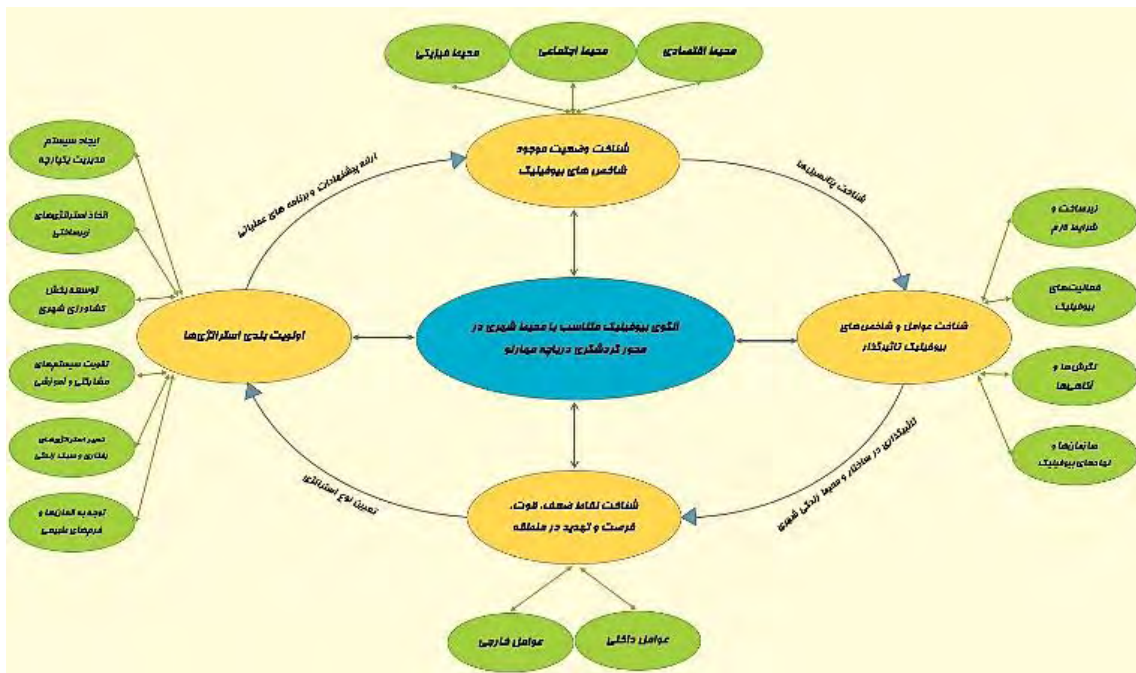 محیط اقتصادی
محیط اجتماعی
محیط فیزیکی
شناخت وضعیت موجود
شاخص های بیوفیلیک
شناخت پتانسیل‌ها
زیرساخت و
شرایط لازم
فعالیت‌های
بیوفیلیک
شناخت عوامل و شاخص‌های
بیوفیلیک تاثیرگذار
نگرش‌ها و
آگاهی‌ها
سازمان‌ها و
نهادهای بیوفیلیک
تاثیرگذاری در ساختار و محیط زندگی شهری
الگوی بیوفیلیک متناسب با محیط شهری در
محور گردشگری دریاچه مهارلو
شناخت نقاط ضعف، قوت،
فرصت و تهدید در منطقه
عوامل داخلی
عوامل خارجی
تعیین نوع استراتژی
اولویت بندی استراتژی‌ها
ارائه پیشنهادات و برنامه های عملیاتی
ایجاد سیستم
مدیریت یکپارچه
اتخاذ استراتژی‌های
زیرساختی
توسعه بخش
کشاورزی شهری
تقویت سیستم‌های
مشارکتی و آموزشی
تغییر استراتژی‌های
رفتاری و سبک زندگی
توجه به المان‌ها و
فرم‌های طبیعی